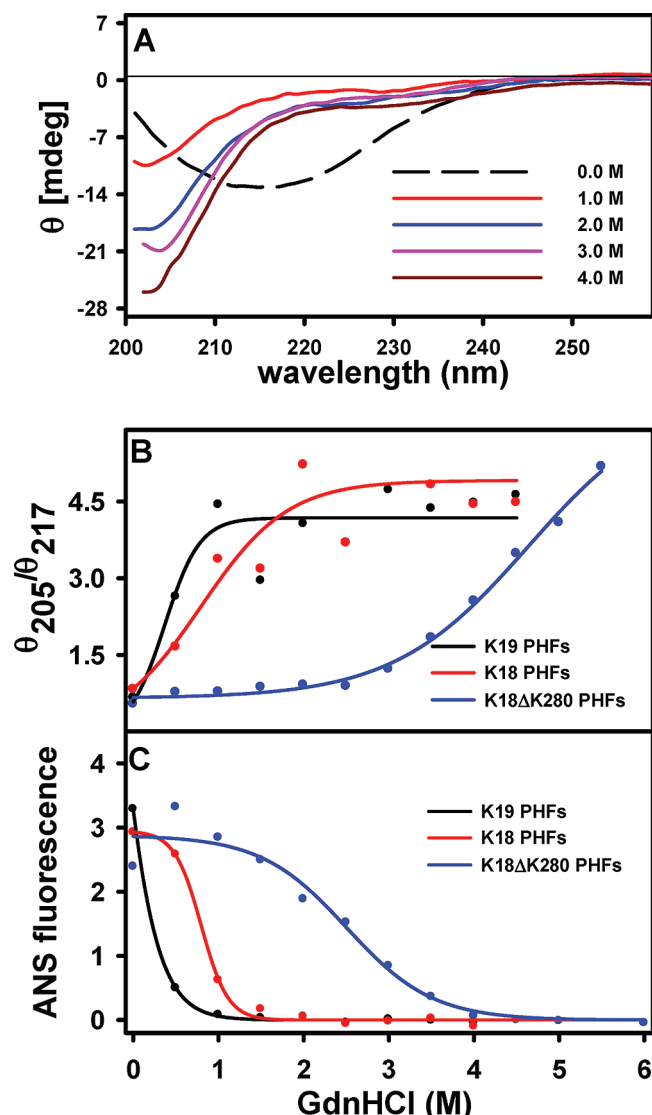 A
7
0
-7
-14
-21
-28
θ [mdeg]
0.0 M
1.0 M
2.0 M
3.0 M
4.0 M
200 210 220 230 240 250
wavelength (nm)
B
4.5
3.0
1.5
θ205/θ217
K19 PHFs
K18 PHFs
K18ΔK280 PHFs
C
4
3
2
1
0
ANS fluorescence
K19 PHFs
K18 PHFs
K18ΔK280 PHFs
0 1 2 3 4 5 6
GdnHCl (M)